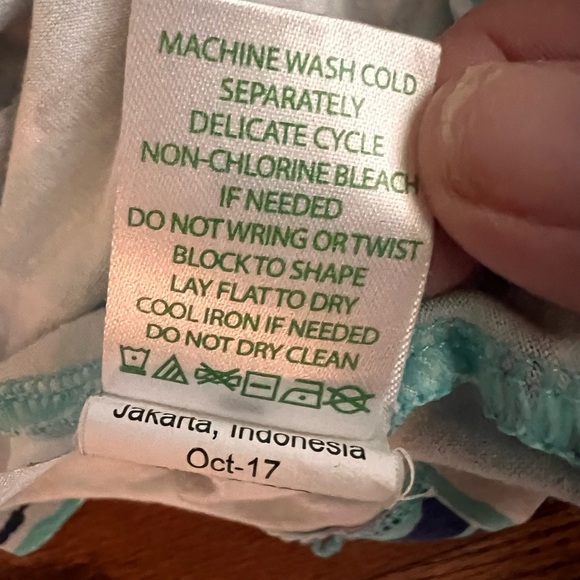 MACHINE WASH COLD
SEPARATELY
DELICATE CYCLE
NON-CHLORINE BLEACH
IF NEEDED
DO NOT WRING OR TWIST
BLOCK TO SHAPE
LAY FLAT TO DRY
COOL IRON IF NEEDED
DO NOT DRY CLEAN
Jakarta, Indonesia
Oct-17